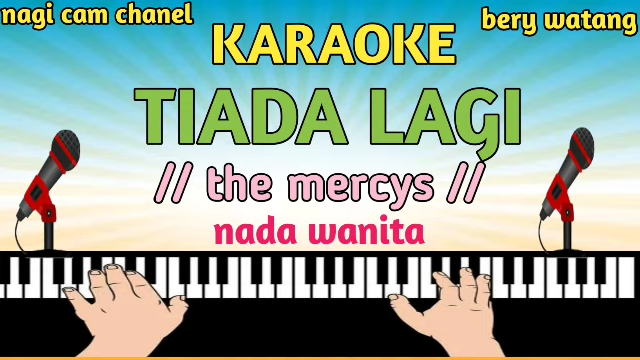 nagi cam chanel
bery watang
KARAOKE
TIADA LAGI
// the mercys //
nada wanita